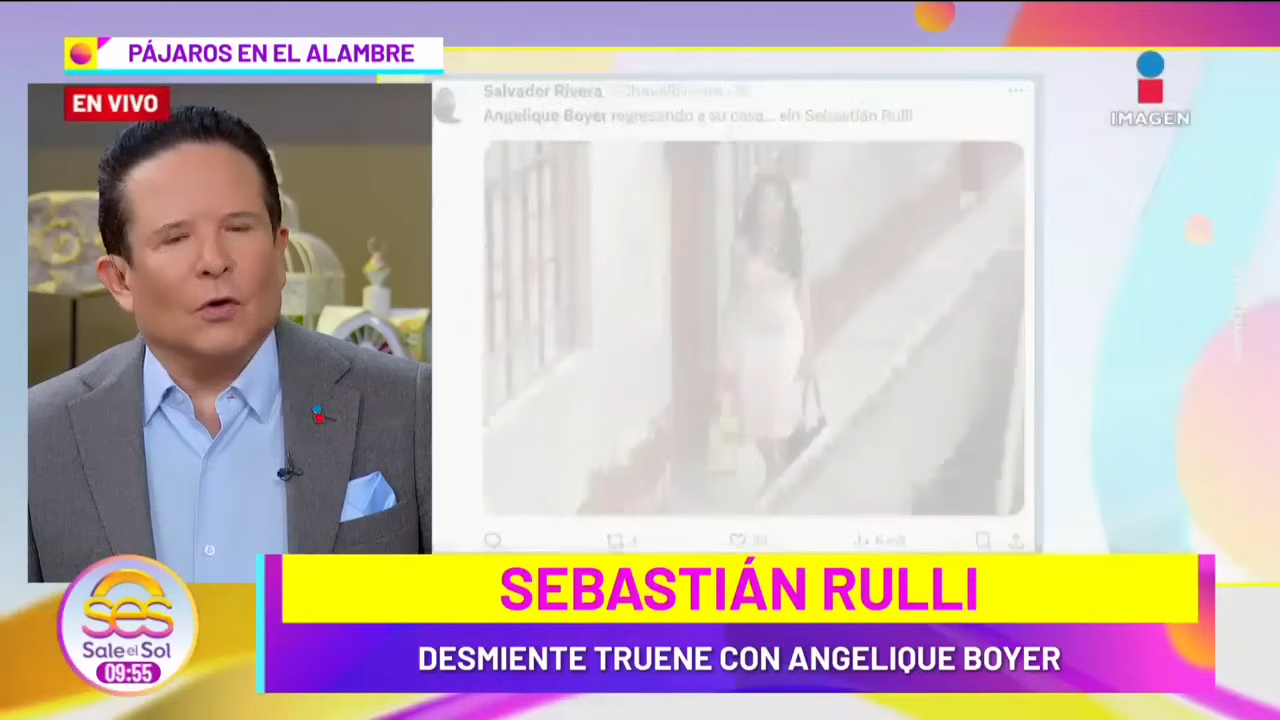 PÁJAROS EN EL ALAMBRE
EN VIVO
IMAGEN
Salvador Rivera
Angelique Boyer regresando a su casa... sin Sebastián Rulli
SEBASTIÁN RULLI
DESMIENTE TRUENE CON ANGELIQUE BOYER
ses
Sale el Sol
09:55